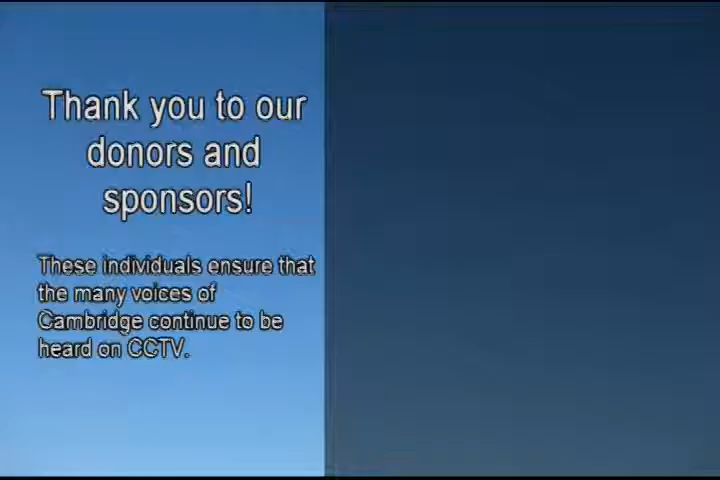 Thank you to our
donors and
sponsors!
These individuals ensure that
the many voices of
Cambridge continue to be
heard on CCTV.